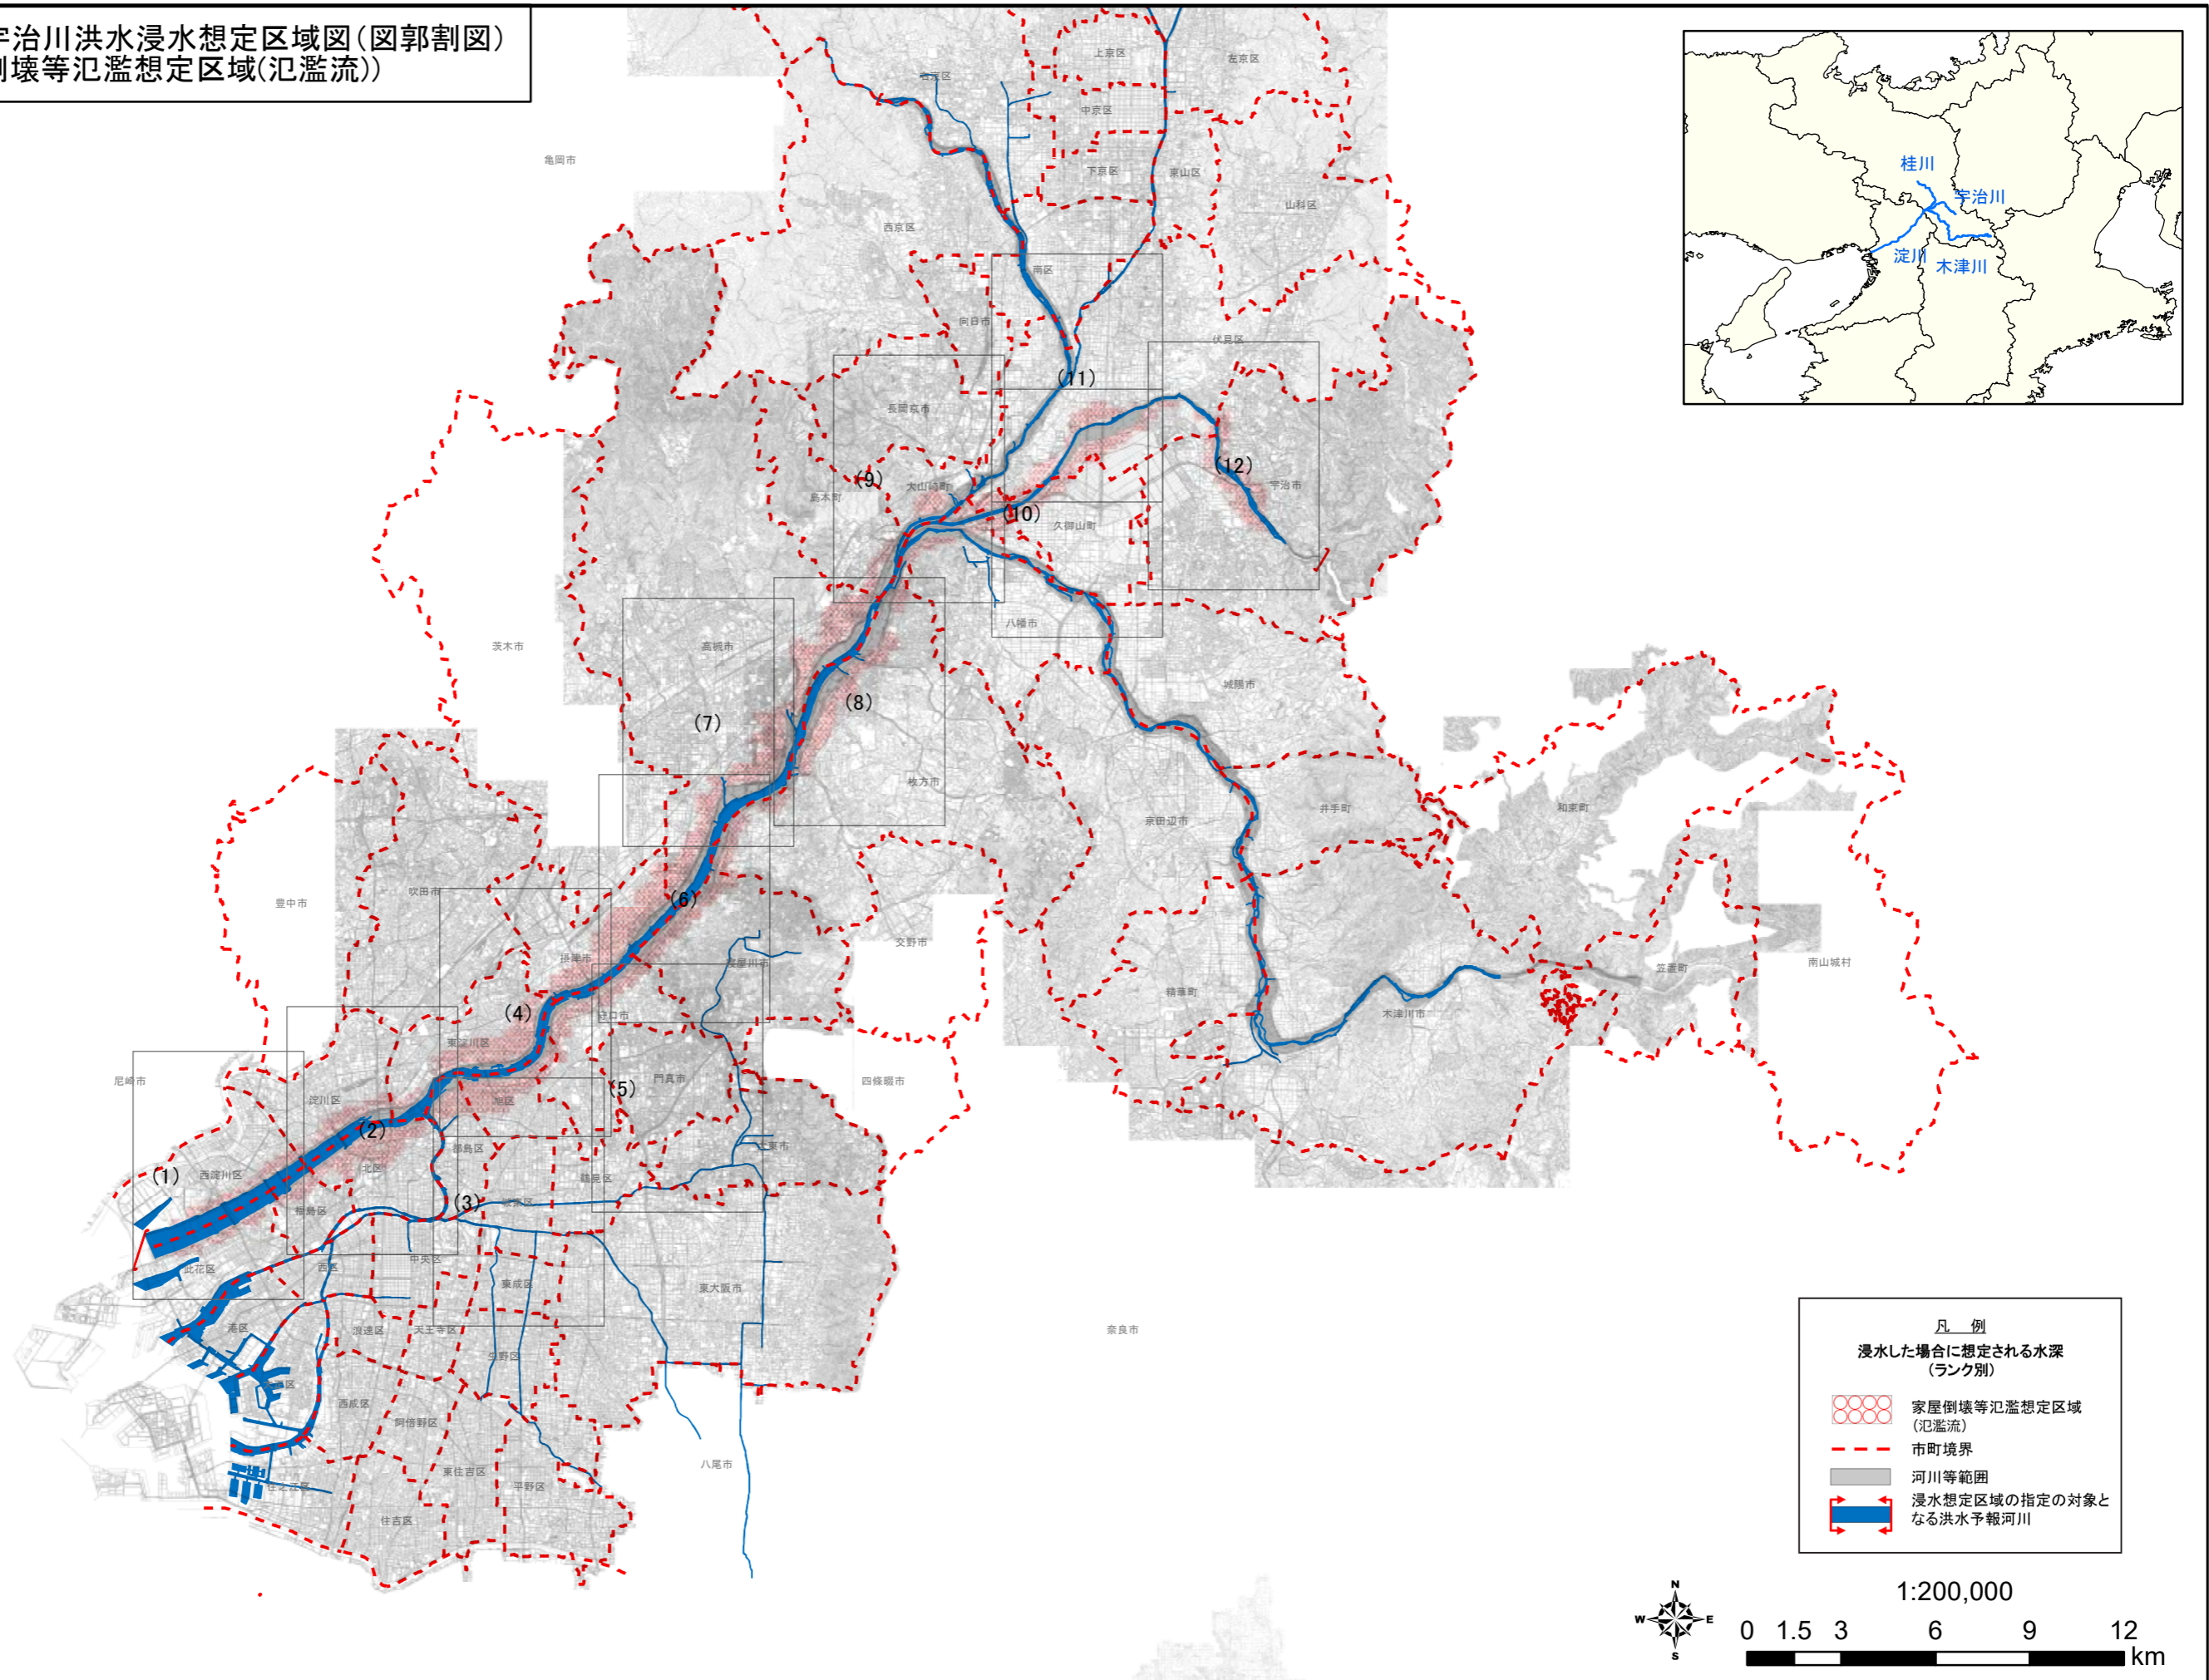 宇治川洪水浸水想定区域図(図郭割図)
倒壊等氾濫想定区域(氾濫流))
桂川
宇治川
淀川
木津川
上京区
左京区
右京区
中京区
亀岡市
下京区
東山区
西京区
山科区
南区
向日市
伏見区
(11)
長岡京市
(9)
(12)
大山崎町
宇治市
島本町
(10)
久御山町
八幡市
茨木市
高槻市
城陽市
(7)
(8)
枚方市
京田辺市
井手町
和束町
(6)
吹田市
豊中市
交野市
摂津市
寝屋川市
笠置町
南山城村
精華町
木津川市
(4)
守口市
東淀川区
尼崎市
門真市
四條畷市
(5)
淀川区
旭区
(2)
都島区
大東市
(1)
西淀川区
北区
鶴見区
(3)
城東区
福島区
中央区
此花区
西区
東成区
東大阪市
港区
浪速区
天王寺区
奈良市
生野区
大正区
西成区
阿倍野区
東住吉区
八尾市
住之江区
平野区
住吉区
凡 例
浸水した場合に想定される水深
(ランク別)
家屋倒壊等氾濫想定区域
(氾濫流)
市町境界
河川等範囲
浸水想定区域の指定の対象と
なる洪水予報河川
1:200,000
N
W E
S
0 1.5 3 6 9 12
km